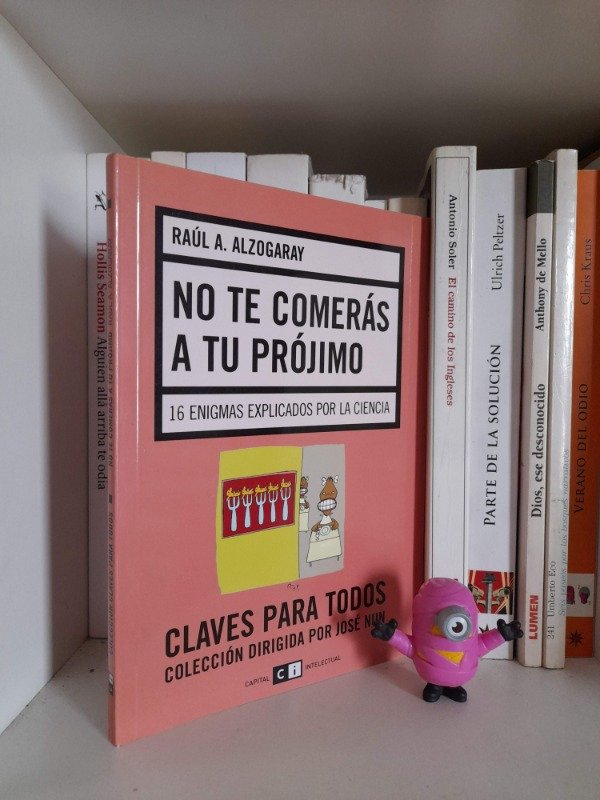 Hollis Seamon Alguien allá arriba te odia
RAÚL A. ALZOGARAY
NO TE COMERÁS
A TU PRÓJIMO
16 ENIGMAS EXPLICADOS POR LA CIENCIA
CLAVES PARA TODOS
COLECCIÓN DIRIGIDA POR JOSÉ NUN
CAPITAL Ci INTELECTUAL
Antonio Soler El camino de los Ingleses
Ulrich Peltzer
PARTE DE LA SOLUCIÓN
Anthony de Mello
Dios, ese desconocido
LUMEN
241 Umberto Eco
Chris Kraus
VERANO DEL ODIO